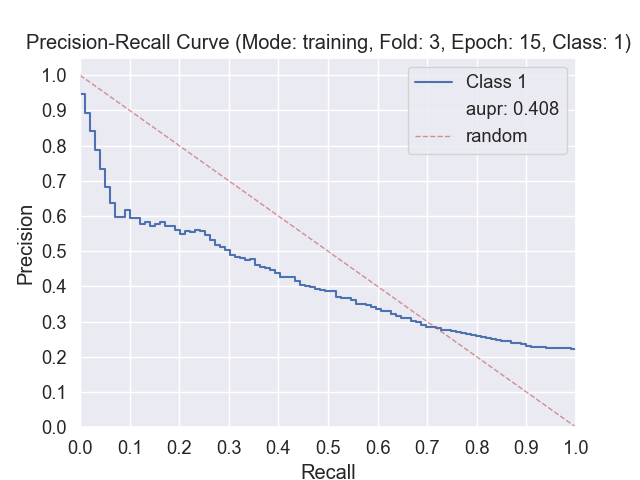 Precision-Recall Curve (Mode: training, Fold: 3, Epoch: 15, Class: 1)
1.0
0.9
0.8
0.7
0.6
0.5
0.4
0.3
0.2
0.1
0.0
Precision
Class 1
aupr: 0.408
random
0.0 0.1 0.2 0.3 0.4 0.5 0.6 0.7 0.8 0.9 1.0
Recall